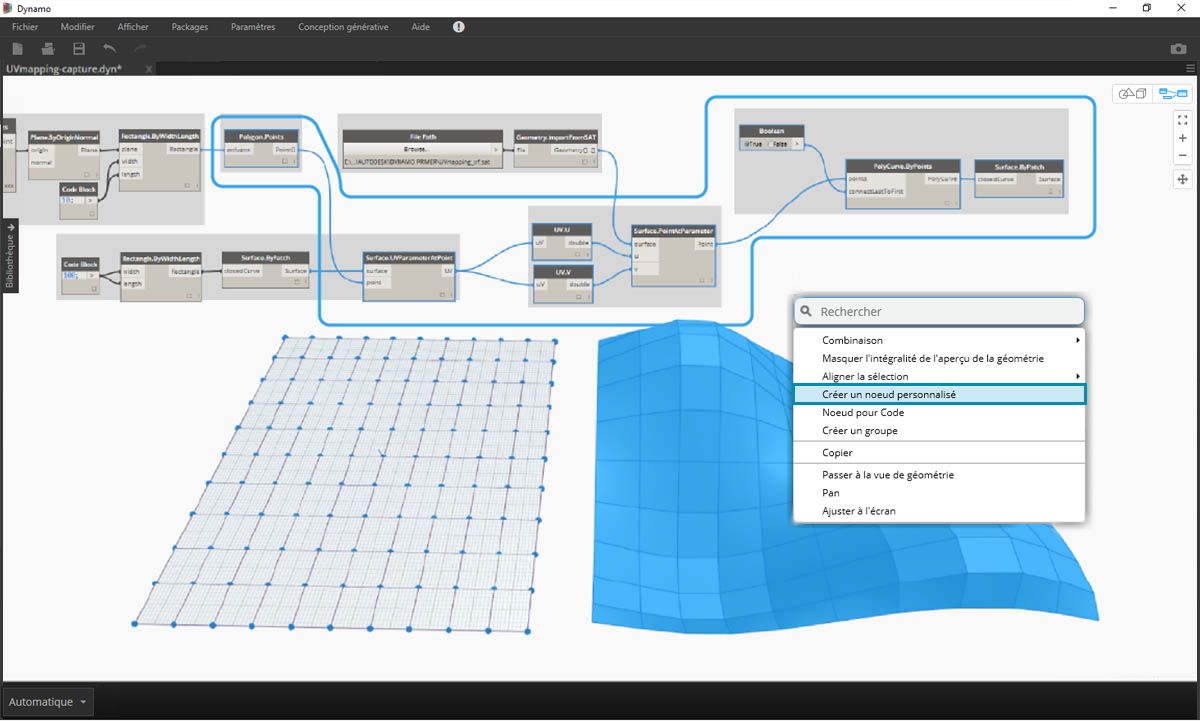 Dynamo
Fichier Modifier Afficher Packages Paramètres Conception générative Aide
UVmapping-capture.dyn* x
Plane.ByOriginNormal
origin Plane
normal
Rectangle.ByWidthLength
plane Rectangle
width
length
Code Block
10; >
Polygon.Points
Point[]
File Path
Browse... >
C:\...\AUTODESK\DYNAMO PRIMER\UVmapping_srf.sat
Geometry.ImportFromSAT
file Geometry[]
Boolean
True False >
PolyCurve.ByPoints
points PolyCurve
connectLastToFirst
Surface.ByPatch
closedCurve Surface
Bibliothèque
Code Block
100; >
Rectangle.ByWidthLength
width Rectangle
length
Surface.ByPatch
closedCurve Surface
Surface.UVParameterAtPoint
surface UV
point
UV.U
uv double
UV.V
uv double
Surface.PointAtParameter
surface Point
u
v
Rechercher
Combinaison
Masquer l'intégralité de l'aperçu de la géométrie
Aligner la sélection
Créer un noeud personnalisé
Noeud pour Code
Créer un groupe
Copier
Passer à la vue de géométrie
Pan
Ajuster à l'écran
Automatique